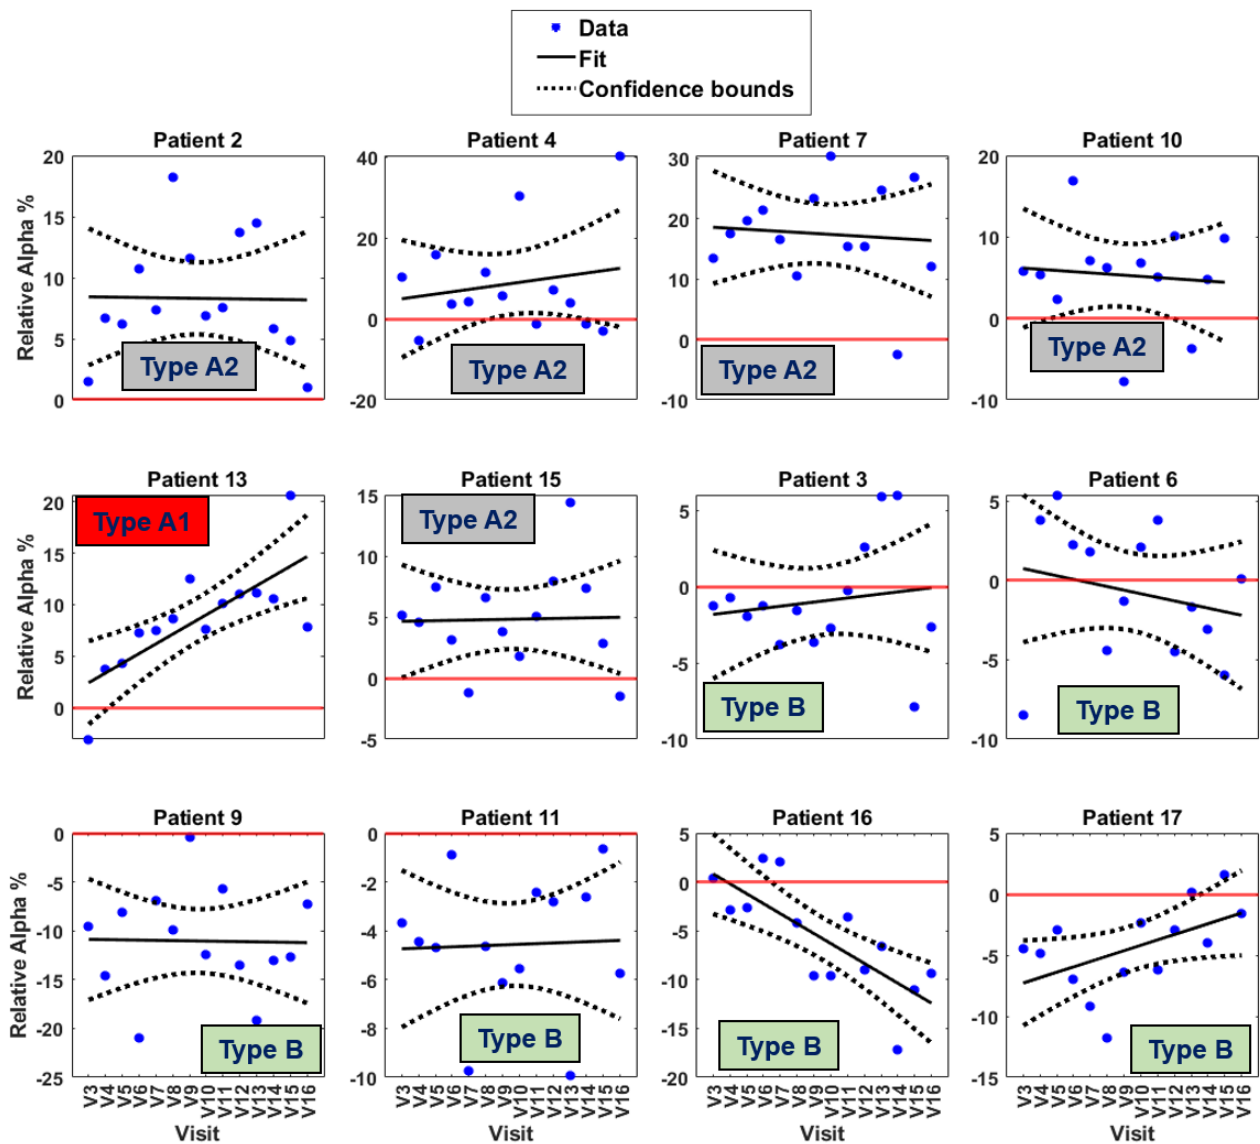 Data
Fit
Confidence bounds
Patient 2
Patient 4
Patient 7
Patient 10
Relative Alpha %
20
15
10
5
0
Type A2
40
20
0
-20
Type A2
30
20
10
0
-10
Type A2
20
10
0
-10
Type A2
Patient 13
Patient 15
Patient 3
Patient 6
Relative Alpha %
20
15
10
5
0
Type A1
15
10
5
0
-5
Type A2
5
0
-5
-10
Type B
5
0
-5
-10
Type B
Patient 9
Patient 11
Patient 16
Patient 17
Relative Alpha %
0
-5
-10
-15
-20
-25
Type B
V3 V4 V5 V6 V7 V8 V9 V10 V11 V12 V13 V14 V15 V16
Visit
0
-2
-4
-6
-8
-10
Type B
V3 V4 V5 V6 V7 V8 V9 V10 V11 V12 V13 V14 V15 V16
Visit
5
0
-5
-10
-15
-20
Type B
V3 V4 V5 V6 V7 V8 V9 V10 V11 V12 V13 V14 V15 V16
Visit
5
0
-5
-10
-15
Type B
V3 V4 V5 V6 V7 V8 V9 V10 V11 V12 V13 V14 V15 V16
Visit